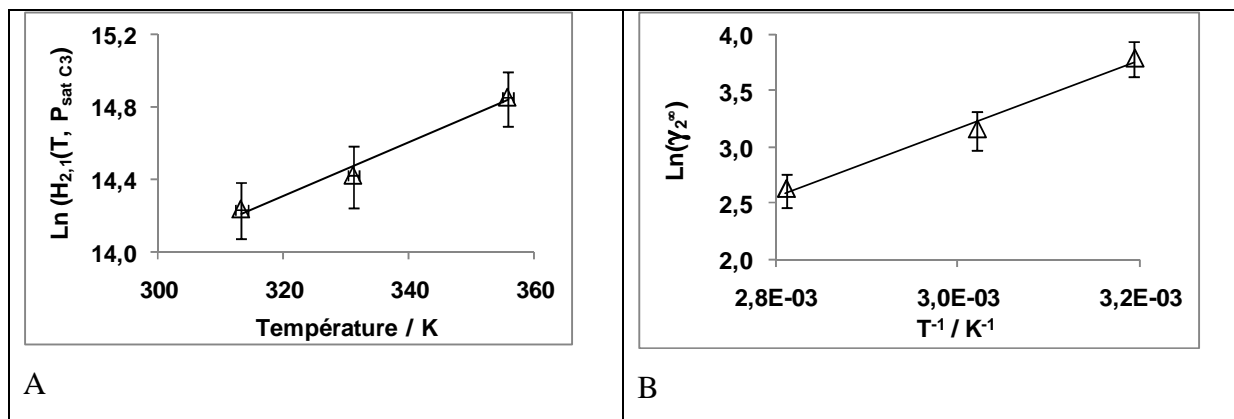 15,2
14,8
14,4
14,0
300 320 340 360
Ln (H2,1(T, Psat C3)
Température / K
A
4,0
3,5
3,0
2,5
2,0
2,8E-03 3,0E-03 3,2E-03
Ln(γ2∞)
T-1 / K-1
B